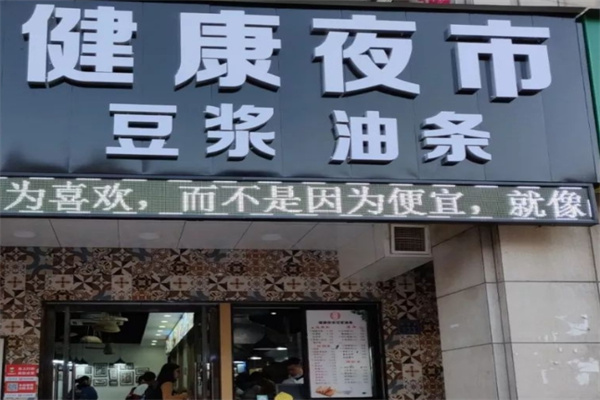 健康夜市
豆浆 油条
为喜欢，而不是因为便宜，就像